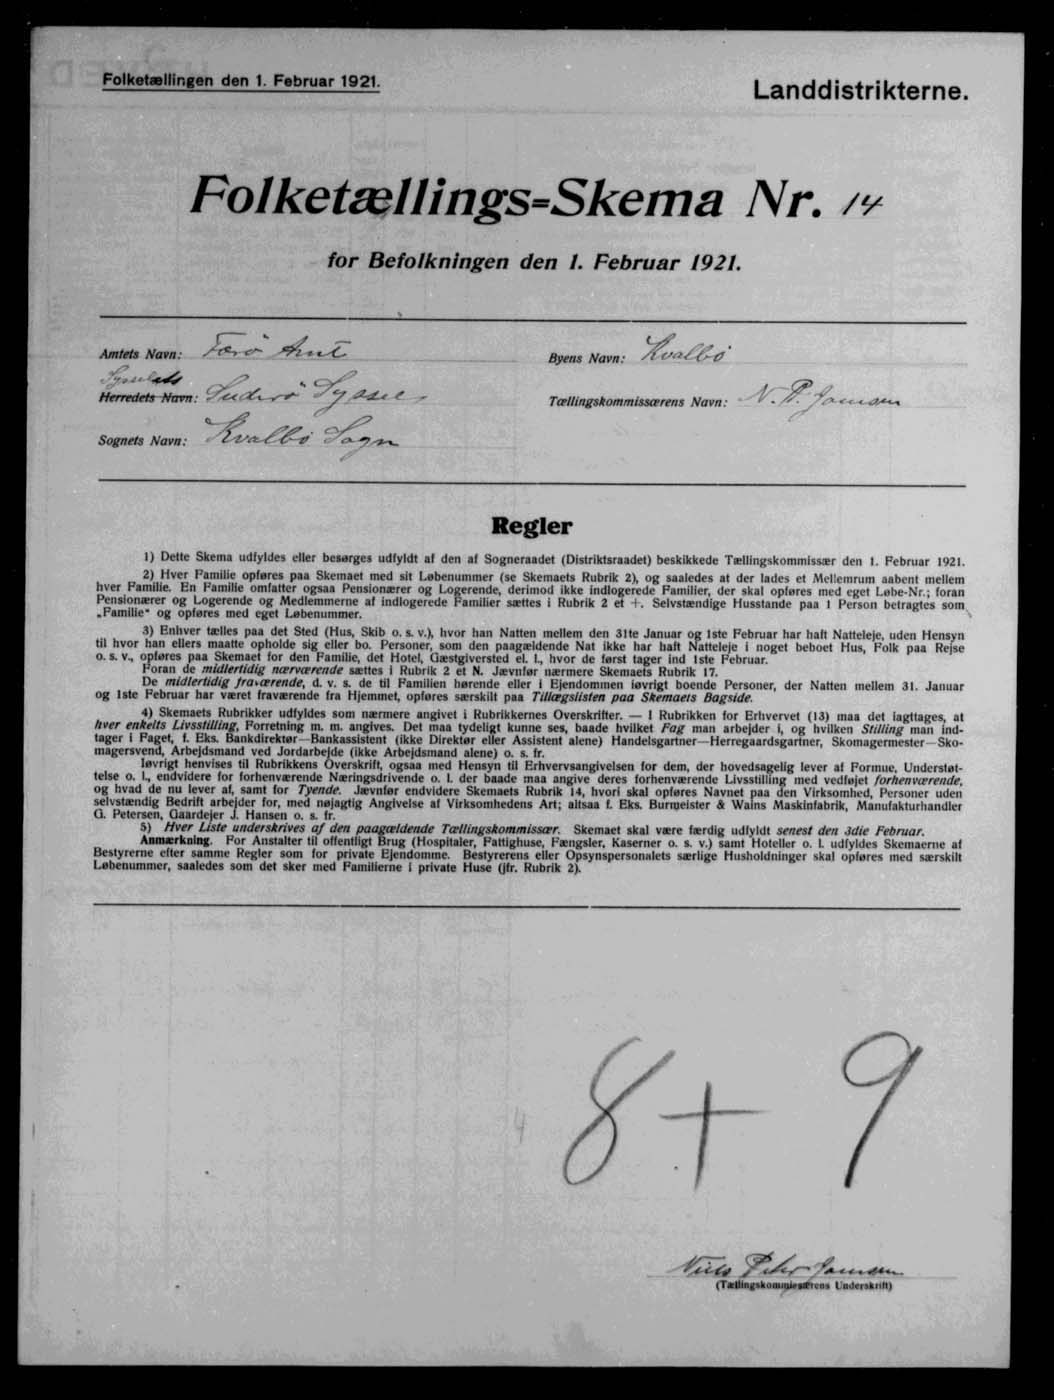 Folketællingen den 1. Februar 1921.
Landdistrikterne.
Folketællings=Skema Nr. 14
for Befolkningen den 1. Februar 1921.
Amtets Navn: Færø Amt
Byens Navn: Kvalbø
Sysselets
Herredets Navn: Suderø Syssel
Tællingskommissærens Navn: N. P. Joensen
Sognets Navn: Kvalbø Sogn
Regler
1) Dette Skema udfyldes eller besørges udfyldt af den af Sogneraadet (Distriktsraadet) beskikkede Tællingskommissær den 1. Februar 1921.
2) Hver Familie opføres paa Skemaet med sit Løbenummer (se Skemaets Rubrik 2), og saaledes at der lades et Mellemrum aabent mellem
hver Familie. En Familie omfatter ogsaa Pensionærer og Logerende, derimod ikke indlogerede Familier, der skal opføres med eget Løbe-Nr.; foran
Pensionærer og Logerende og Medlemmerne af indlogerede Familier sættes i Rubrik 2 et +. Selvstændige Husstande paa 1 Person betragtes som
„Familie“ og opføres med eget Løbenummer.
3) Enhver tælles paa det Sted (Hus, Skib o. s. v.), hvor han Natten mellem den 31te Januar og 1ste Februar har haft Natteleje, uden Hensyn
til hvor han ellers maatte opholde sig eller bo. Personer, som den paagældende Nat ikke har haft Natteleje i noget beboet Hus, Folk paa Rejse
o. s. v., opføres paa Skemaet for den Familie, det Hotel, Gæstgiversted el. l., hvor de først tager ind 1ste Februar.
Foran de midlertidig nærværende sættes i Rubrik 2 et N. Jævnfør nærmere Skemaets Rubrik 17.
De midlertidig fraværende, d. v. s. de til Familien hørende eller i Ejendommen iøvrigt boende Personer, der Natten mellem 31. Januar
og 1ste Februar har været fraværende fra Hjemmet, opføres særskilt paa Tillægslisten paa Skemaets Bagside.
4) Skemaets Rubrikker udfyldes som nærmere angivet i Rubrikkernes Overskrifter. — I Rubrikken for Erhvervet (13) maa det iagttages, at
hver enkelts Livsstilling, Forretning m. m. angives. Det maa tydeligt kunne ses, baade hvilket Fag man arbejder i, og hvilken Stilling man ind-
tager i Faget, f. Eks. Bankdirektør—Bankassistent (ikke Direktør eller Assistent alene) Handelsgartner—Herregaardsgartner, Skomagermester—Sko-
magersvend, Arbejdsmand ved Jordarbejde (ikke Arbejdsmand alene) o. s. fr.
Iøvrigt henvises til Rubrikkens Overskrift, ogsaa med Hensyn til Erhvervsangivelsen for dem, der hovedsagelig lever af Formue, Understøt-
telse o. l., endvidere for forhenværende Næringsdrivende o. l. der baade maa angive deres forhenværende Livsstilling med vedføjet forhenværende,
og hvad de nu lever af, samt for Tyende. Jævnfør endvidere Skemaets Rubrik 14, hvori skal opføres Navnet paa den Virksomhed, Personer uden
selvstændig Bedrift arbejder for, med nøjagtig Angivelse af Virksomhedens Art; altsaa f. Eks. Burmeister & Wains Maskinfabrik, Manufakturhandler
G. Petersen, Gaardejer J. Hansen o. s. fr.
5) Hver Liste underskrives af den paagældende Tællingskommissær. Skemaet skal være færdig udfyldt senest den 3die Februar.
Anmærkning. For Anstalter til offentligt Brug (Hospitaler, Fattighuse, Fængsler, Kaserner o. s. v.) samt Hoteller o. l. udfyldes Skemaerne af
Bestyrerne efter samme Regler som for private Ejendomme. Bestyrerens eller Opsynspersonalets særlige Husholdninger skal opføres med særskilt
Løbenummer, saaledes som det sker med Familierne i private Huse (jfr. Rubrik 2).
8 + 9
Niels Peter Joensen
(Tællingskommissærens Underskrift)